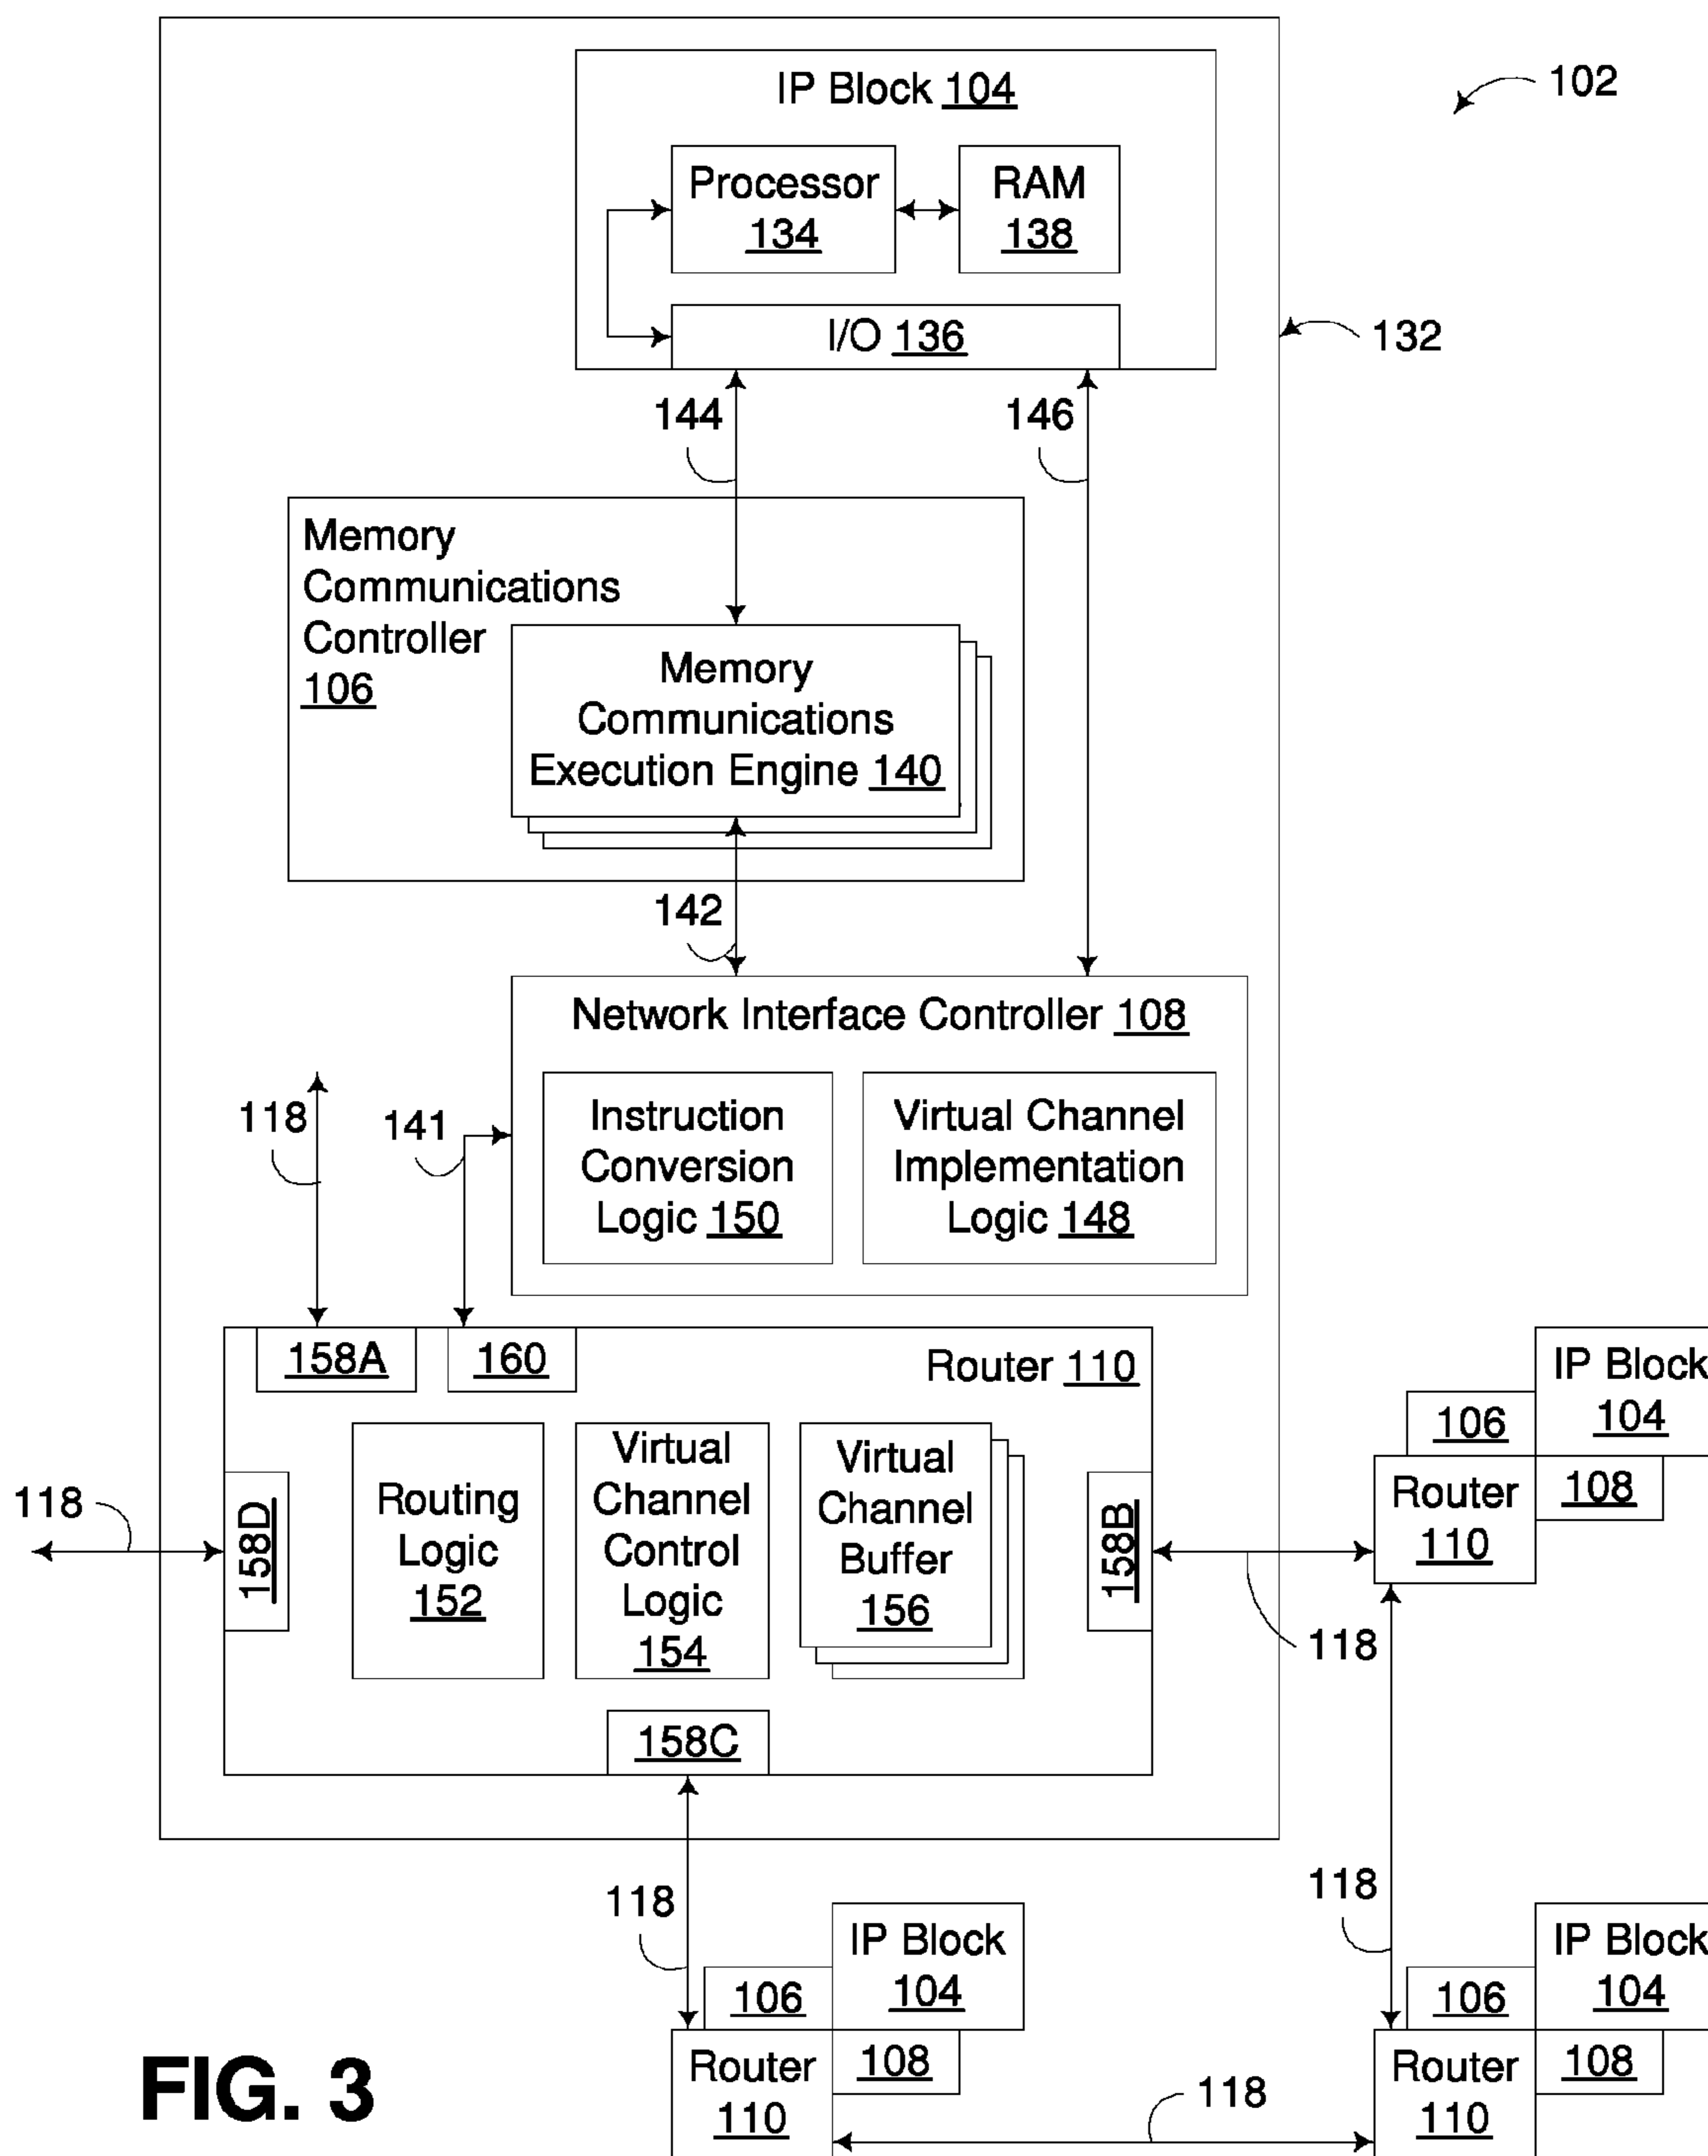 102
IP Block 104
Processor
134
RAM
138
I/O 136
132
144
146
Memory
Communications
Controller
106
Memory
Communications
Execution Engine 140
142
Network Interface Controller 108
118
141
Instruction
Conversion
Logic 150
Virtual Channel
Implementation
Logic 148
158A
160
Router 110
118
158D
Routing
Logic
152
Virtual
Channel
Control
Logic
154
Virtual
Channel
Buffer
156
158B
118
158C
IP Block
104
106
Router
110
108
118
118
IP Block
104
106
Router
110
108
118
IP Block
104
106
Router
110
108
FIG. 3